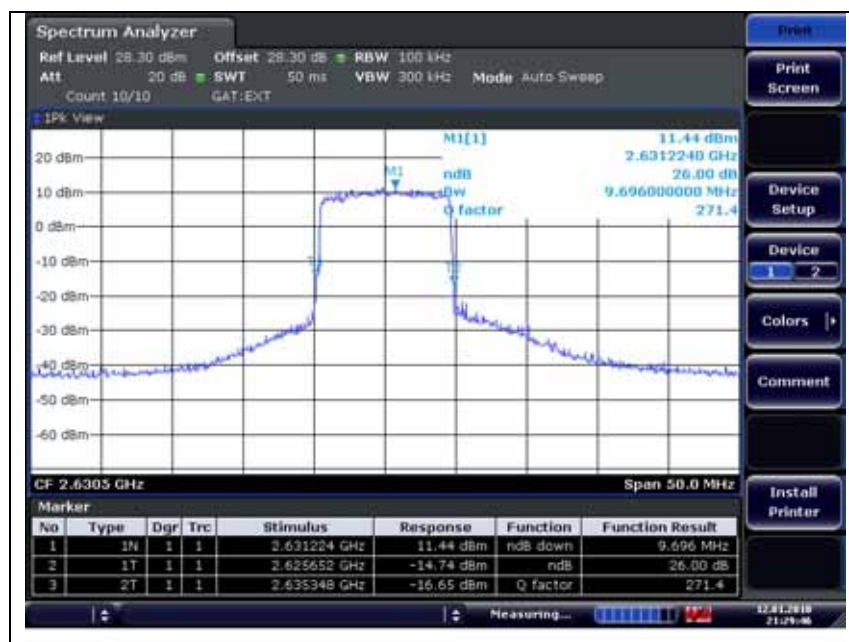 Spectrum Analyzer
Ref Level 28.30 dBm Offset 28.30 dB RBW 100 kHz
Att 20 dB SWT 50 ms VBW 300 kHz Mode Auto Sweep
Count 10/10 GAT:EXT
1Pk View
M1[1] 11.44 dBm
2.6312240 GHz
ndB 26.00 dB
Bw 9.696000000 MHz
Q factor 271.4
M1
20 dBm
10 dBm
0 dBm
-10 dBm
-20 dBm
-30 dBm
-40 dBm
-50 dBm
-60 dBm
CF 2.6305 GHz Span 50.0 MHz
Marker
No Type Dgr Trc Stimulus Response Function Function Result
1 1N 1 1 2.631224 GHz 11.44 dBm ndB down 9.696 MHz
2 1T 1 1 2.625652 GHz -14.74 dBm ndB 26.00 dB
3 2T 1 1 2.635348 GHz -16.65 dBm Q factor 271.4
Measuring...
12.01.2010
21:29:46
Print
Print Screen
Device Setup
Device
1 2
Colors
Comment
Install Printer